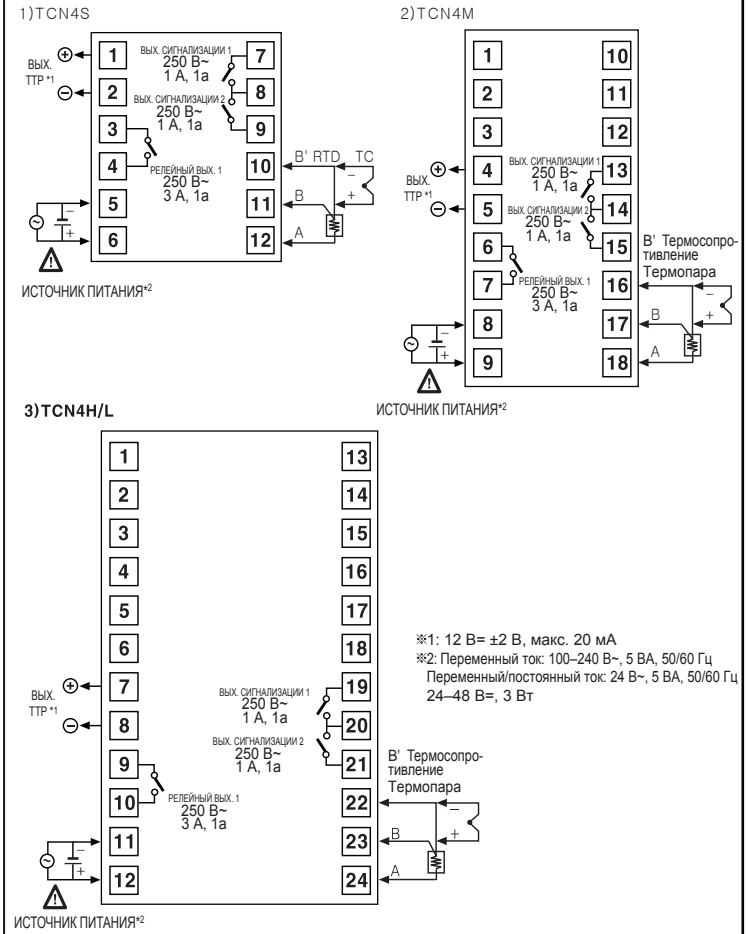 1)TCN4S
ВЫХ.
ТТР *1
⊕
⊖
1
2
3
4
5
6
ВЫХ. СИГНАЛИЗАЦИИ 1
250 В~
1 А, 1а
ВЫХ. СИГНАЛИЗАЦИИ 2
250 В~
1 А, 1а
РЕЛЕЙНЫЙ ВЫХ. 1
250 В~
3 А, 1а
7
8
9
10
11
12
B' RTD TC
B
A
−
+
−
+
ИСТОЧНИК ПИТАНИЯ*2
2)TCN4M
1
2
3
4
5
6
7
8
9
ВЫХ.
ТТР *1
⊕
⊖
ВЫХ. СИГНАЛИЗАЦИИ 1
250 В~
1 А, 1а
ВЫХ. СИГНАЛИЗАЦИИ 2
250 В~
1 А, 1а
РЕЛЕЙНЫЙ ВЫХ. 1
250 В~
3 А, 1а
10
11
12
13
14
15
16
17
18
B' Термосопро-
тивление
Термопара
B
A
−
+
−
+
ИСТОЧНИК ПИТАНИЯ*2
3)TCN4H/L
1
2
3
4
5
6
7
8
9
10
11
12
ВЫХ.
ТТР *1
⊕
⊖
ВЫХ. СИГНАЛИЗАЦИИ 1
250 В~
1 А, 1а
ВЫХ. СИГНАЛИЗАЦИИ 2
250 В~
1 А, 1а
РЕЛЕЙНЫЙ ВЫХ. 1
250 В~
3 А, 1а
13
14
15
16
17
18
19
20
21
22
23
24
B' Термосопро-
тивление
Термопара
B
A
−
+
−
+
ИСТОЧНИК ПИТАНИЯ*2
※1: 12 В= ±2 В, макс. 20 мА
※2: Переменный ток: 100–240 В~, 5 ВА, 50/60 Гц
Переменный/постоянный ток: 24 В~, 5 ВА, 50/60 Гц
24–48 В=, 3 Вт